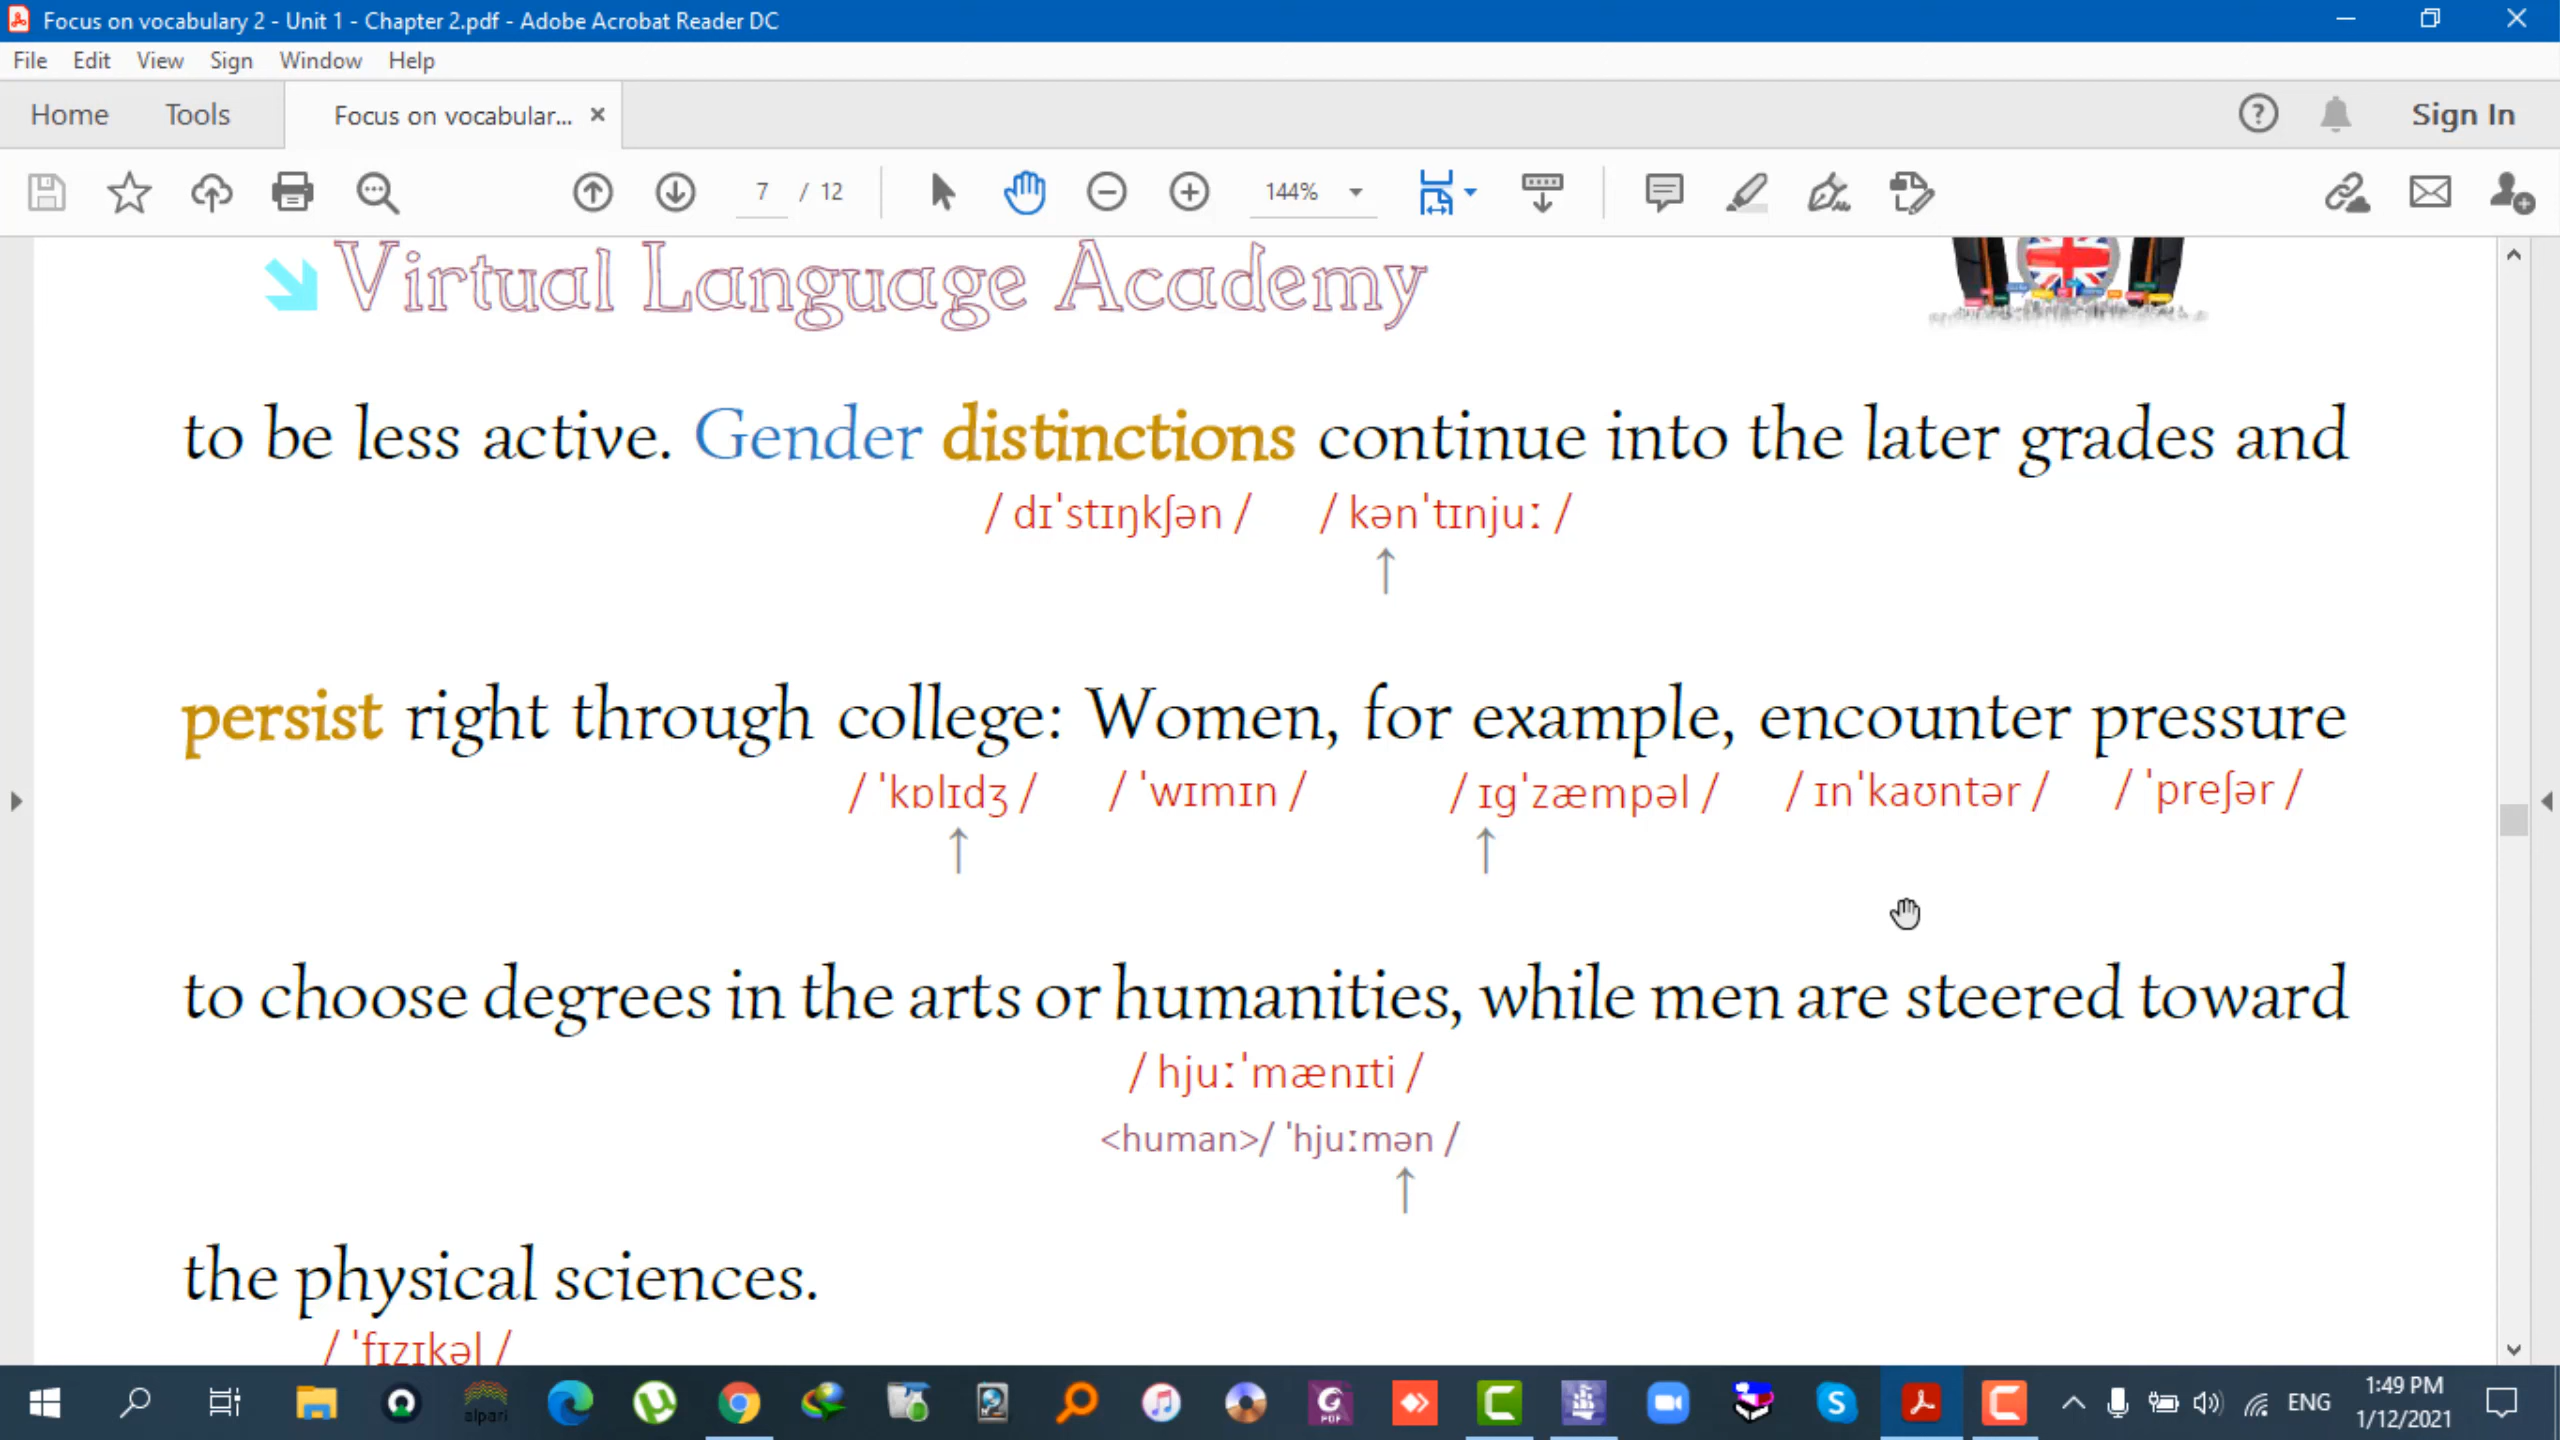 Focus on vocabulary 2 - Unit 1 - Chapter 2.pdf - Adobe Acrobat Reader DC
File Edit View Sign Window Help
Home Tools Focus on vocabular... × Sign In
7 / 12 144%
Virtual Language Academy
to be less active. Gender distinctions continue into the later grades and
/ dɪˈstɪŋkʃən / / kənˈtɪnjuː /
↑
persist right through college: Women, for example, encounter pressure
/ ˈkɒlɪdʒ / / ˈwɪmɪn / / ɪgˈzæmpəl / / ɪnˈkaʊntər / / ˈpreʃər /
↑ ↑
to choose degrees in the arts or humanities, while men are steered toward
/ hjuːˈmænɪti /
<human>/ ˈhjuːmən /
↑
the physical sciences.
/ ˈfɪzɪkəl /
alpari G PDF S ENG 1:49 PM
1/12/2021